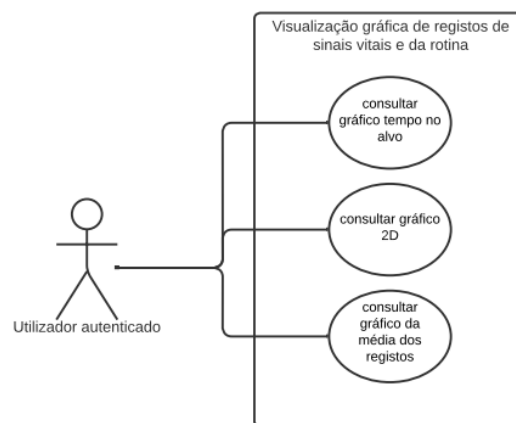 Visualização gráfica de registos de
sinais vitais e da rotina
consultar
gráfico tempo no
alvo
consultar gráfico
2D
consultar
gráfico da
média dos
registos
Utilizador autenticado